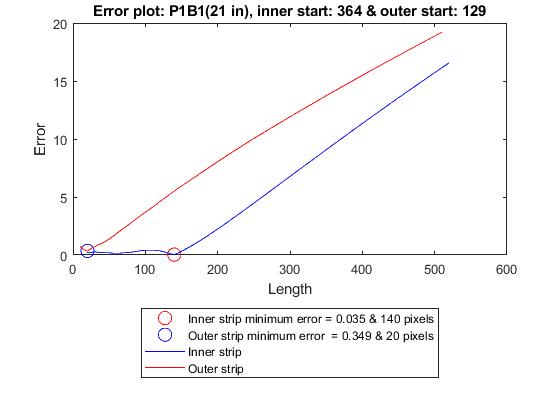 Error plot: P1B1(21 in), inner start: 364 & outer start: 129
20
15
10
5
0
Error
0 100 200 300 400 500 600
Length
Inner strip minimum error = 0.035 & 140 pixels
Outer strip minimum error = 0.349 & 20 pixels
Inner strip
Outer strip